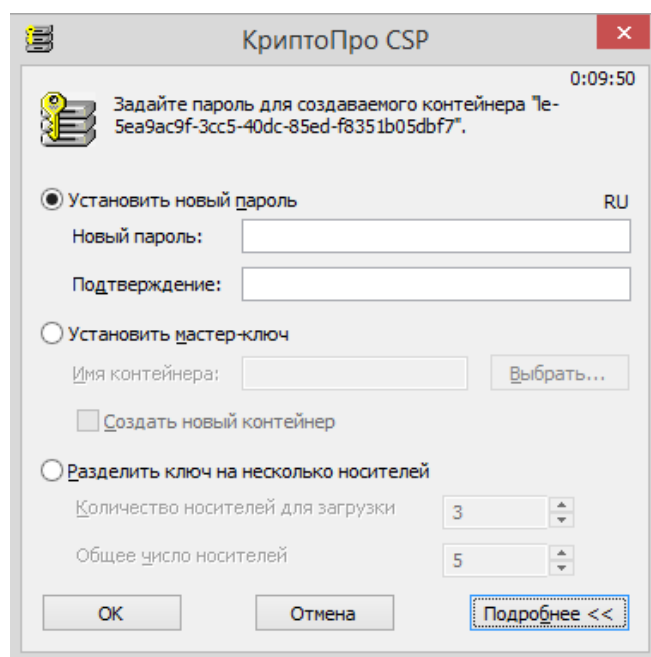 КриптоПро CSP
0:09:50
Задайте пароль для создаваемого контейнера "le-
5ea9ac9f-3cc5-40dc-85ed-f8351b05dbf7".
Установить новый пароль RU
Новый пароль:
Подтверждение:
Установить мастер-ключ
Имя контейнера: Выбрать...
Создать новый контейнер
Разделить ключ на несколько носителей
Количество носителей для загрузки 3
Общее число носителей 5
ОК Отмена Подробнее <<